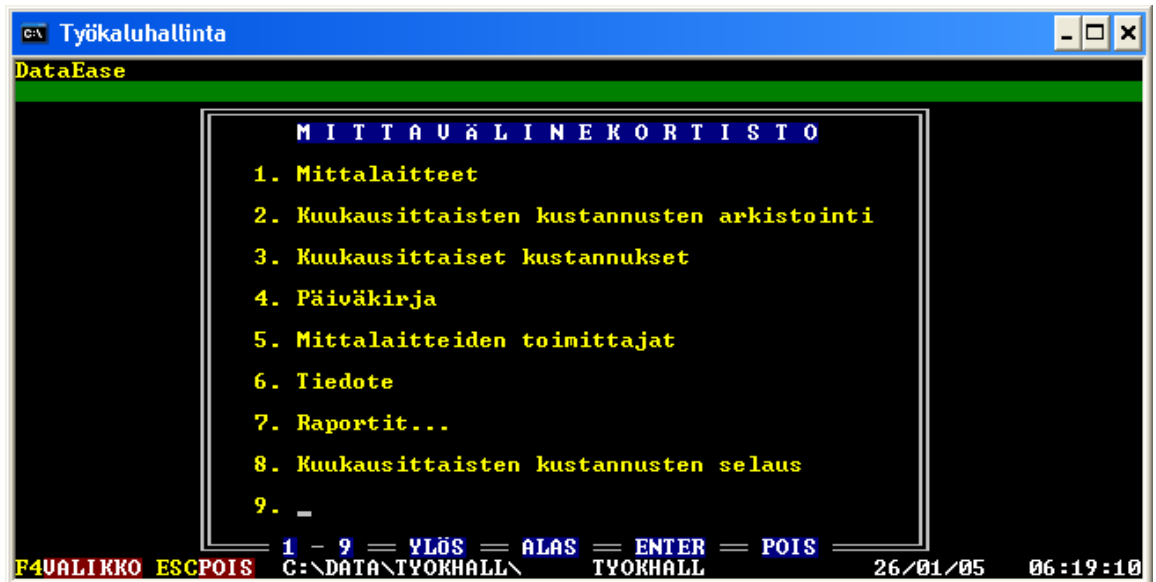 Työkaluhallinta
DataEase
M I T T A V Ä L I N E K O R T I S T O
1. Mittalaitteet
2. Kuukausittaisten kustannusten arkistointi
3. Kuukausittaiset kustannukset
4. Päiväkirja
5. Mittalaitteiden toimittajat
6. Tiedote
7. Raportit...
8. Kuukausittaisten kustannusten selaus
9. _
1 - 9 == YLÖS == ALAS == ENTER == POIS
F4VALIKKO ESCPOIS C:\DATA\TYOKHALL\ TYOKHALL 26/01/05 06:19:10